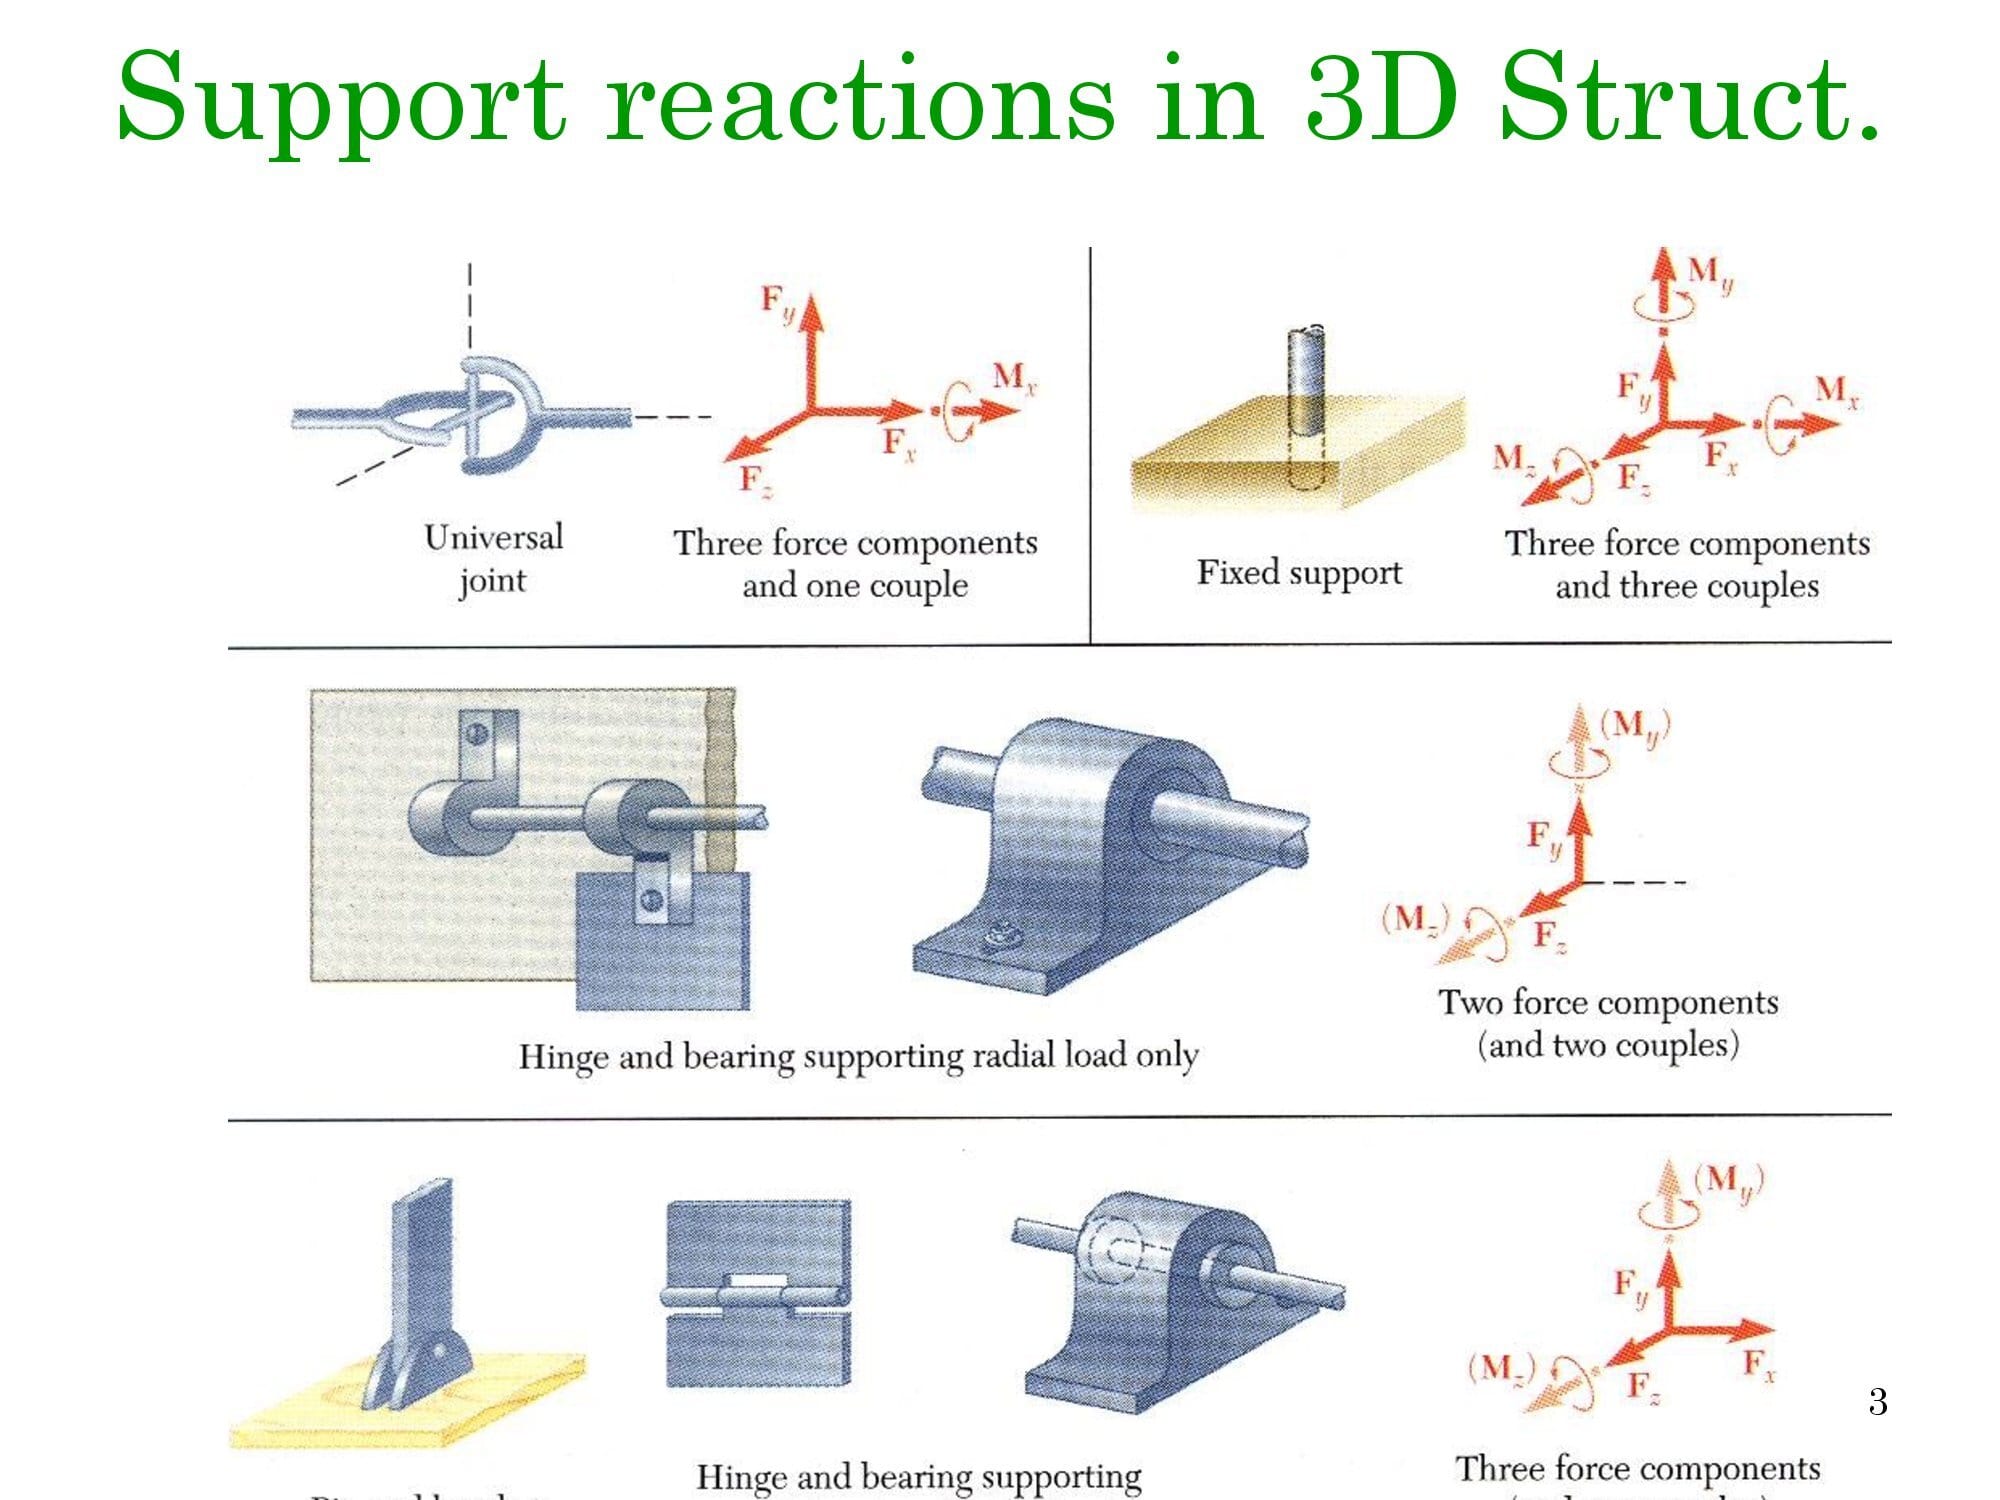 Support reactions in 3D Struct.
F_y
M_x
F_x
F_z
Universal
joint
Three force components
and one couple
M_y
F_y
M_x
M_z
F_z
F_x
Fixed support
Three force components
and three couples
(M_y)
F_y
(M_z)
F_z
Two force components
(and two couples)
Hinge and bearing supporting radial load only
(M_y)
F_y
(M_z)
F_z
F_x
3
Hinge and bearing supporting
Three force components